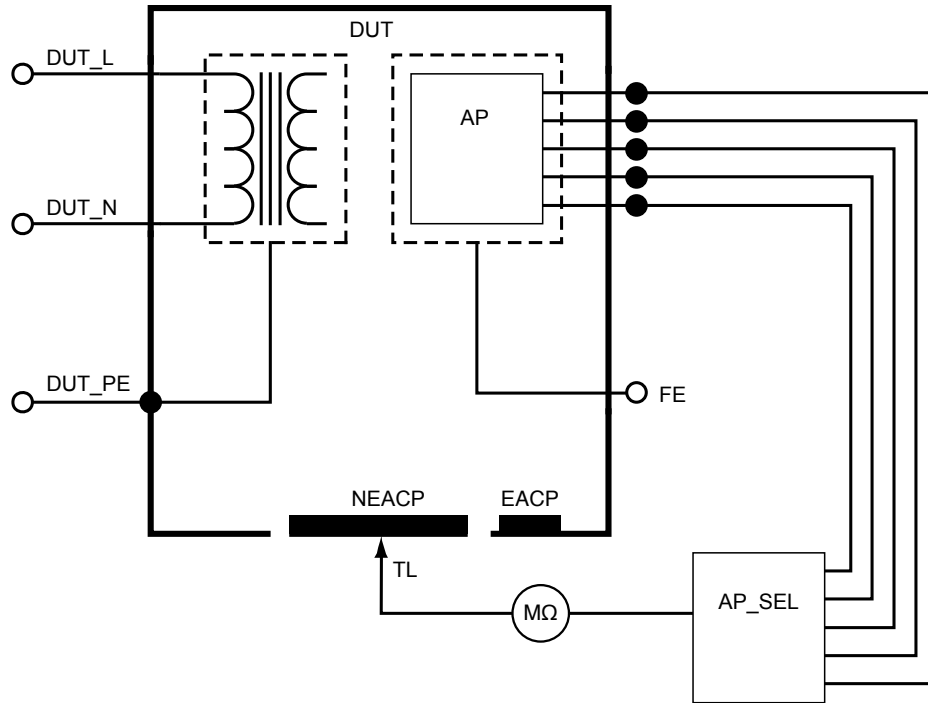 DUT
DUT_L
AP
DUT_N
DUT_PE
FE
NEACP
EACP
TL
MΩ
AP_SEL